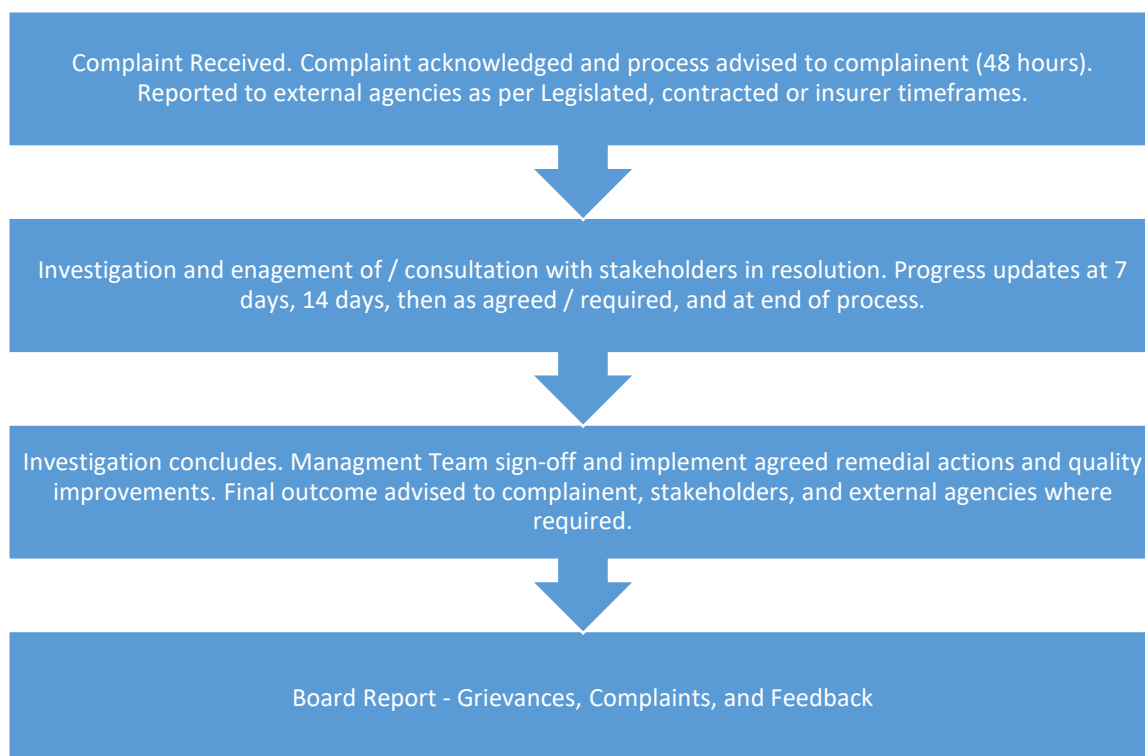 Complaint Received. Complaint acknowledged and process advised to complainent (48 hours).
Reported to external agencies as per Legislated, contracted or insurer timeframes.
Investigation and enagement of / consultation with stakeholders in resolution. Progress updates at 7
days, 14 days, then as agreed / required, and at end of process.
Investigation concludes. Managment Team sign-off and implement agreed remedial actions and quality
improvements. Final outcome advised to complainent, stakeholders, and external agencies where
required.
Board Report - Grievances, Complaints, and Feedback